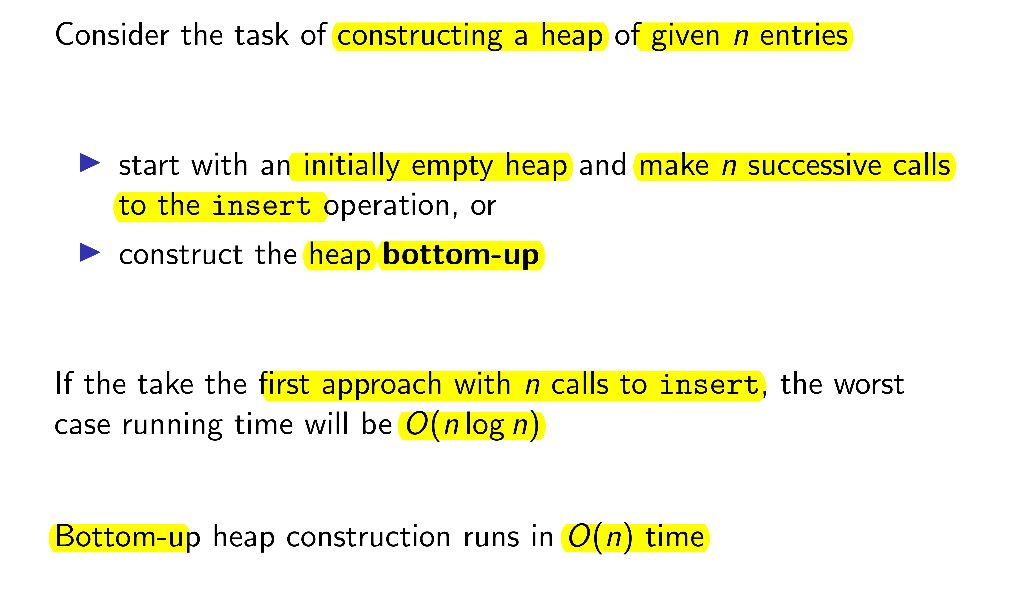 Consider the task of constructing a heap of given n entries
▶ start with an initially empty heap and make n successive calls
to the insert operation, or
▶ construct the heap bottom-up
If the take the first approach with n calls to insert, the worst
case running time will be O(n log n)
Bottom-up heap construction runs in O(n) time